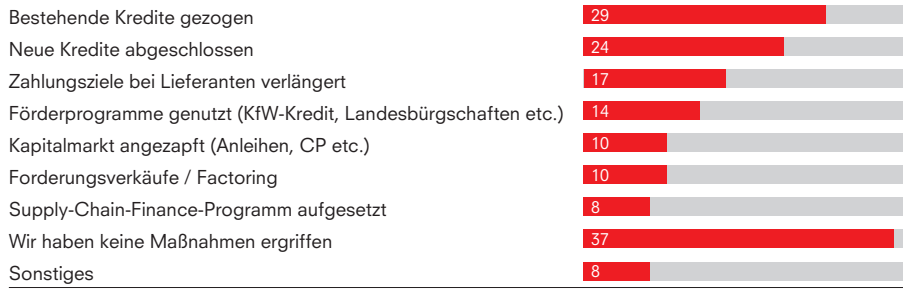 Bestehende Kredite gezogen 29
Neue Kredite abgeschlossen 24
Zahlungsziele bei Lieferanten verlängert 17
Förderprogramme genutzt (KfW-Kredit, Landesbürgschaften etc.) 14
Kapitalmarkt angezapft (Anleihen, CP etc.) 10
Forderungsverkäufe / Factoring 10
Supply-Chain-Finance-Programm aufgesetzt 8
Wir haben keine Maßnahmen ergriffen 37
Sonstiges 8